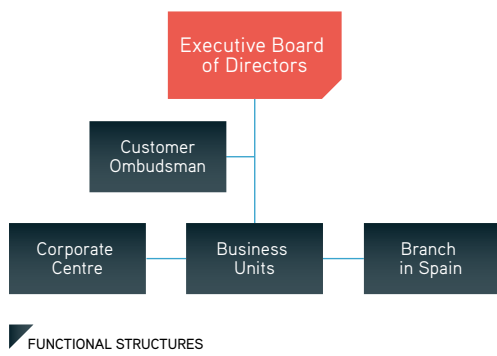 Executive Board
of Directors
Customer
Ombudsman
Corporate
Centre
Business
Units
Branch
in Spain
FUNCTIONAL STRUCTURES